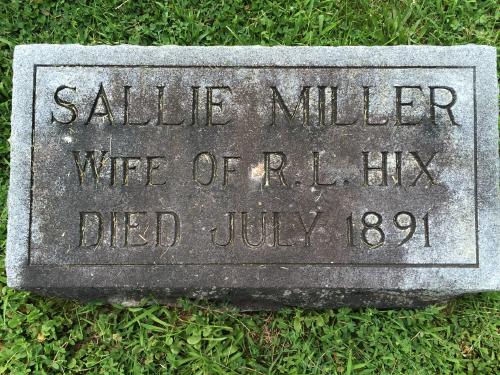 SALLIE MILLER
WIFE OF R. L. HIX
DIED JULY 1891